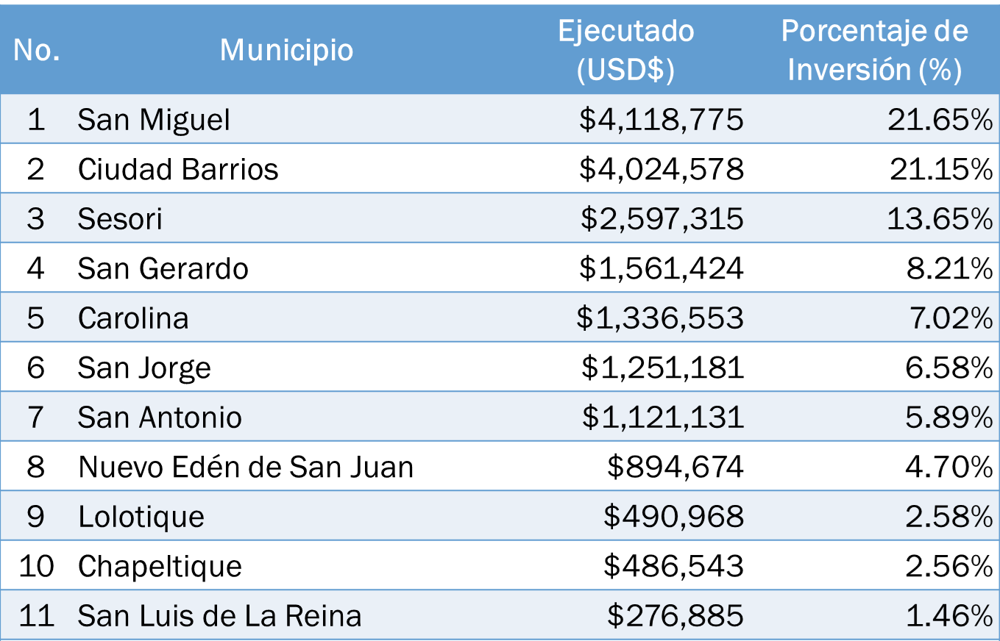 No. Municipio Ejecutado (USD$) Porcentaje de Inversión (%)
1 San Miguel $4,118,775 21.65%
2 Ciudad Barrios $4,024,578 21.15%
3 Sesori $2,597,315 13.65%
4 San Gerardo $1,561,424 8.21%
5 Carolina $1,336,553 7.02%
6 San Jorge $1,251,181 6.58%
7 San Antonio $1,121,131 5.89%
8 Nuevo Edén de San Juan $894,674 4.70%
9 Lolotique $490,968 2.58%
10 Chapeltique $486,543 2.56%
11 San Luis de La Reina $276,885 1.46%